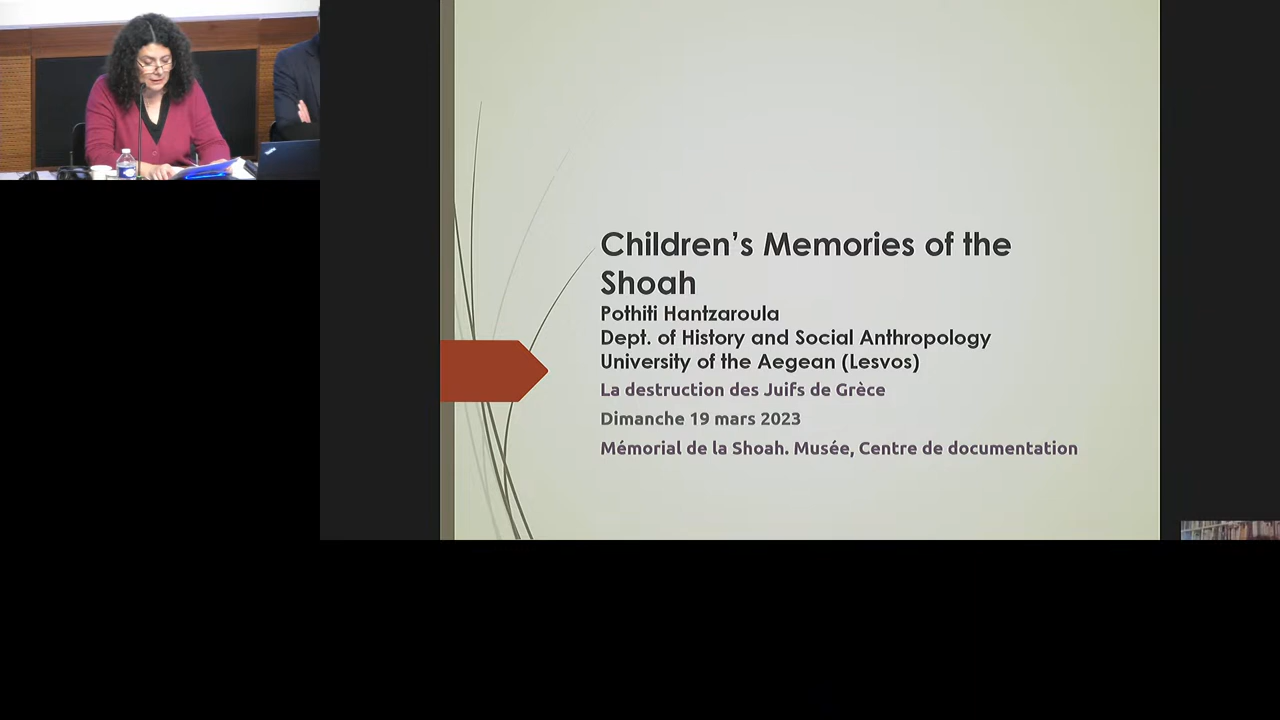 Children’s Memories of the
Shoah
Pothiti Hantzaroula
Dept. of History and Social Anthropology
University of the Aegean (Lesvos)
La destruction des Juifs de Grèce
Dimanche 19 mars 2023
Mémorial de la Shoah. Musée, Centre de documentation